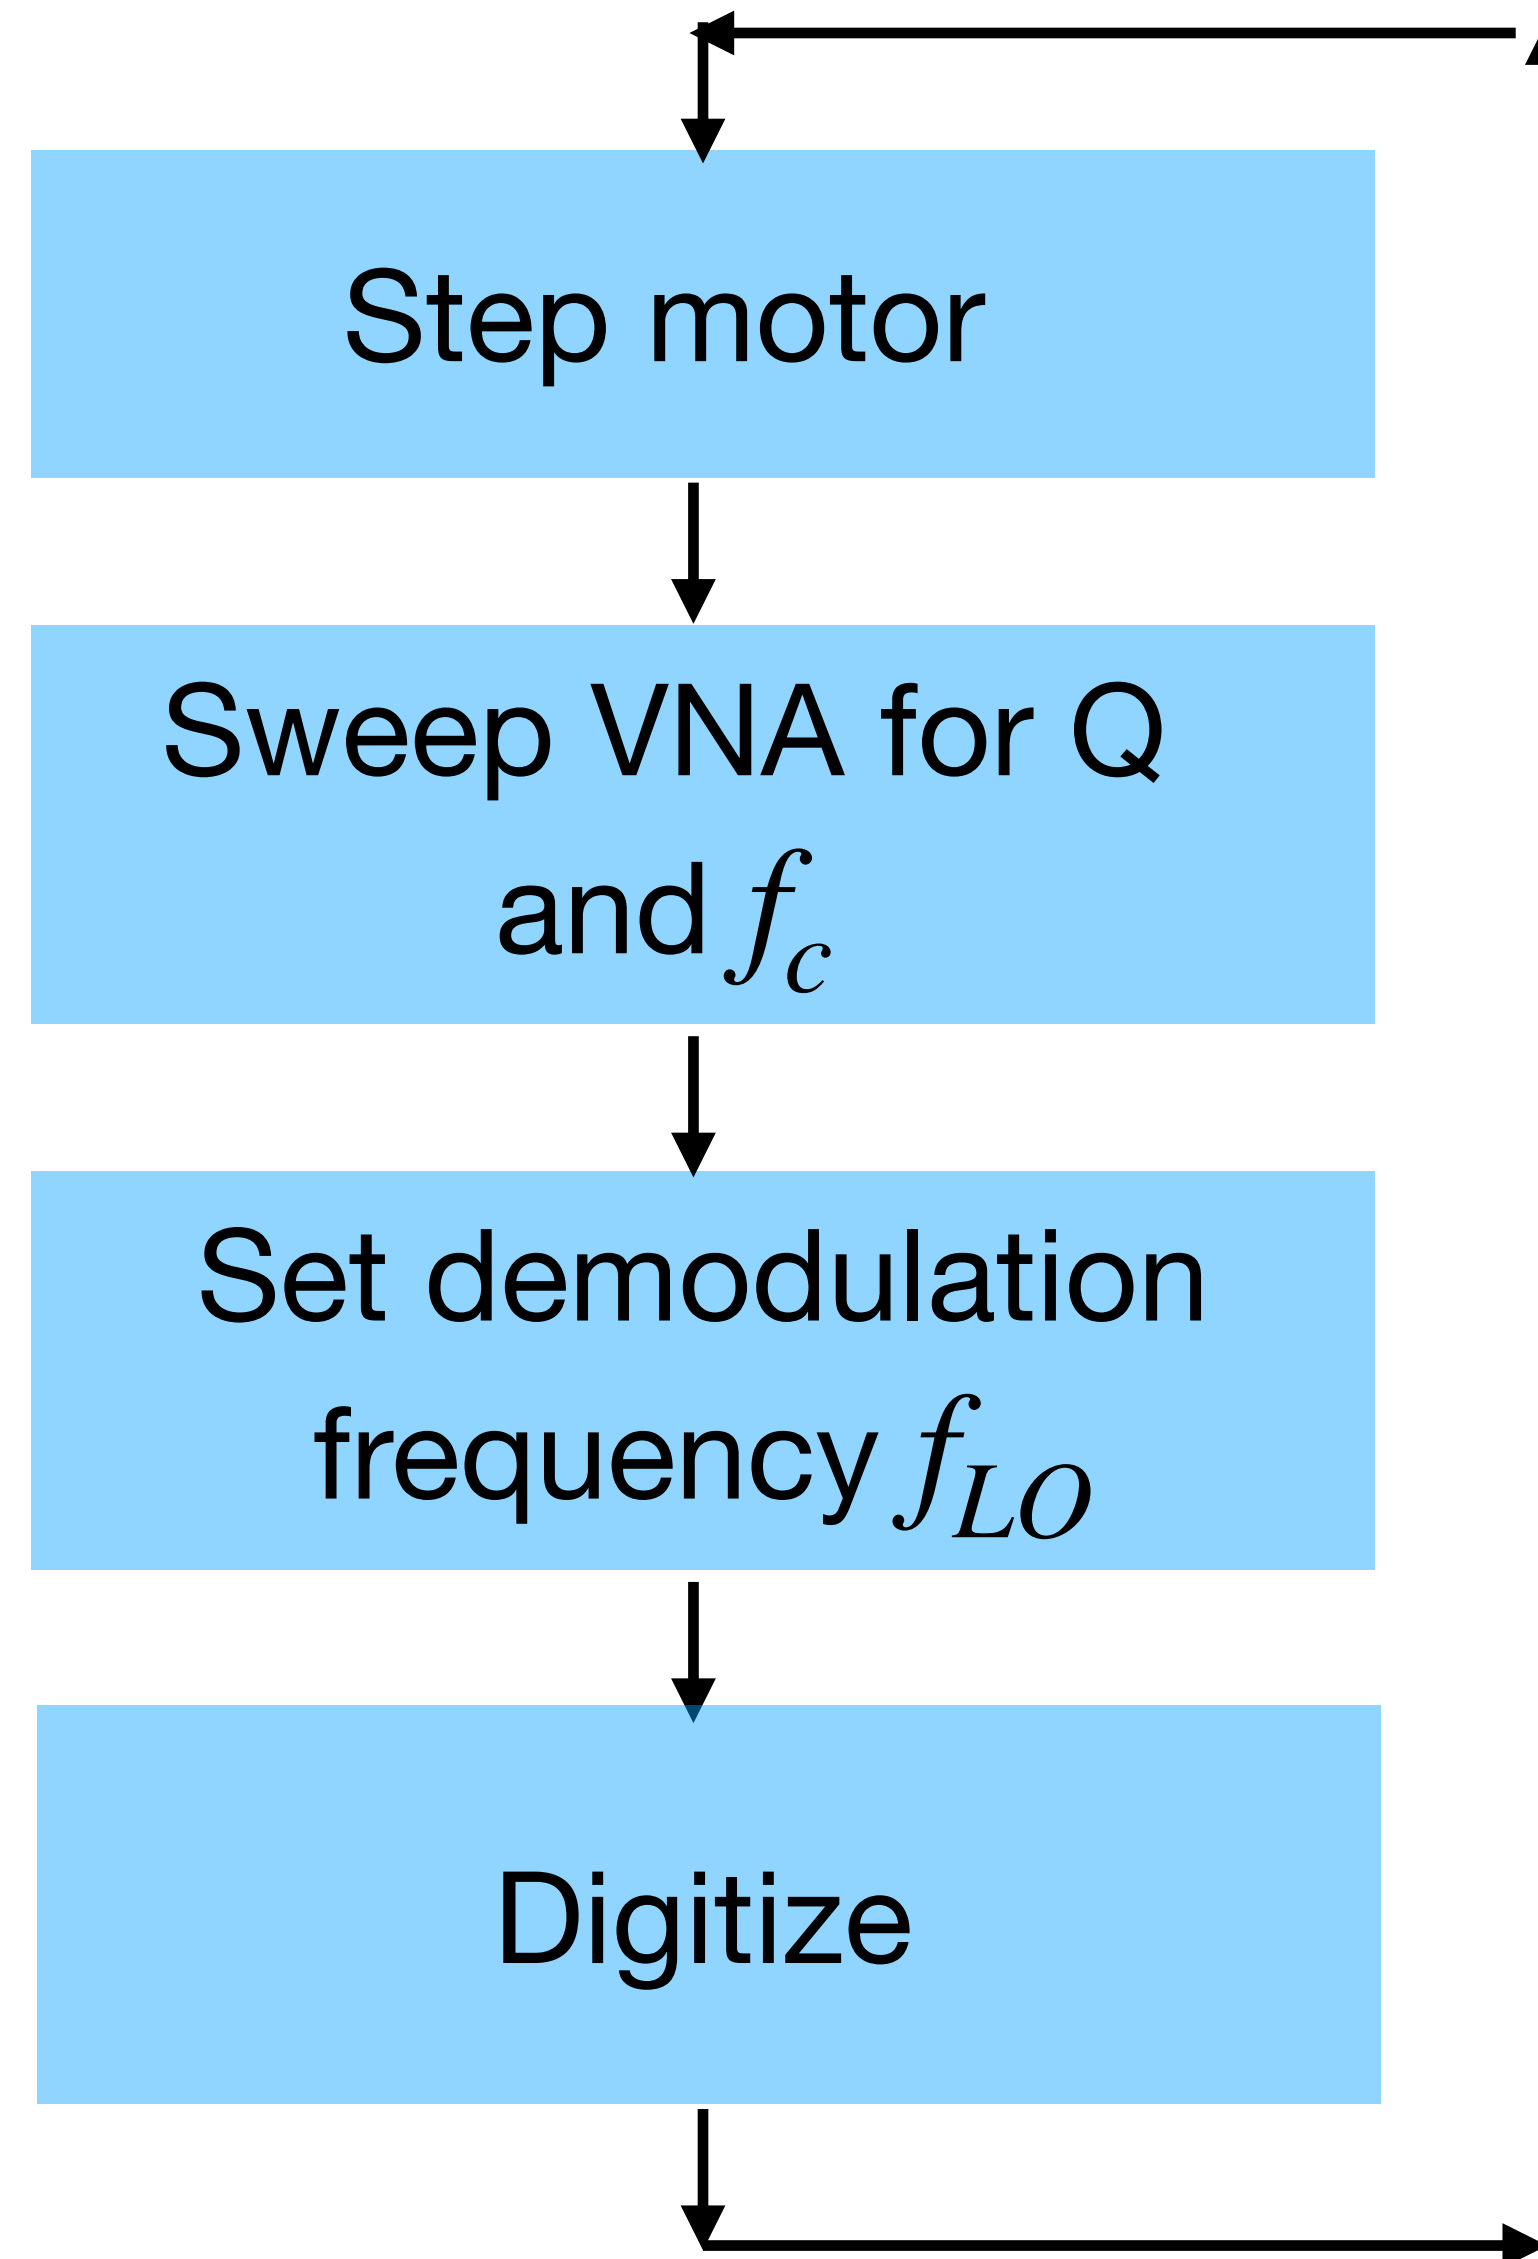 Step motor
Sweep VNA for Q
and f_c
Set demodulation
frequency f_LO
Digitize